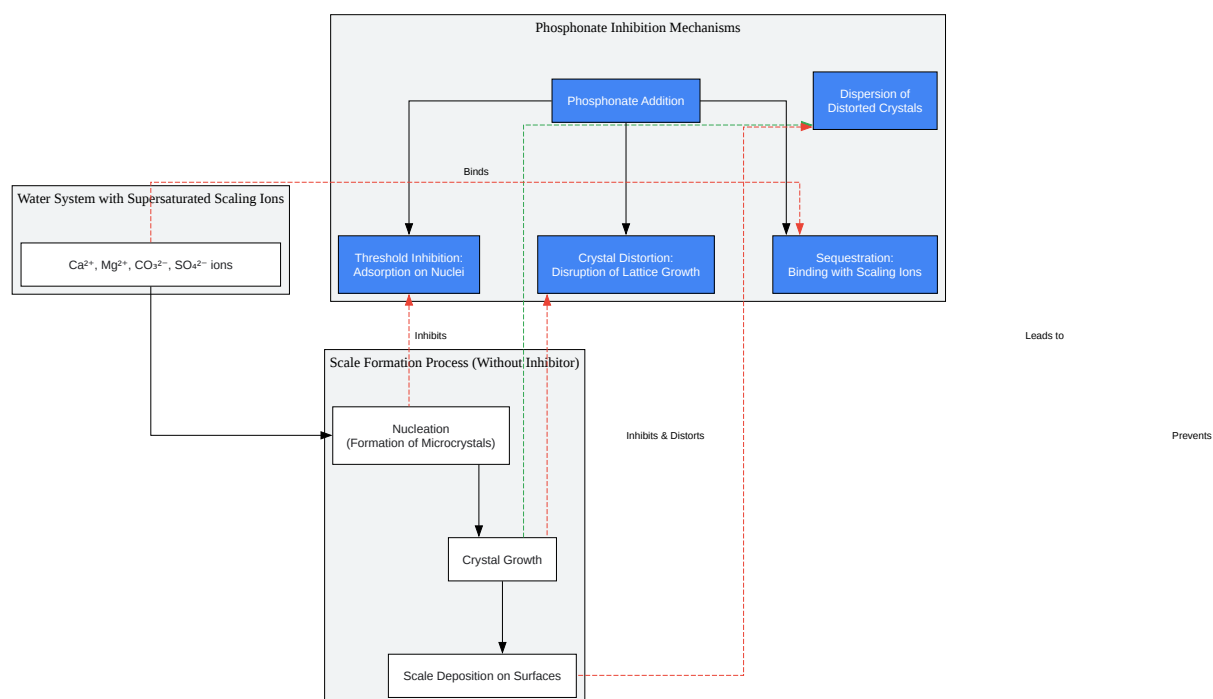 Phosphonate Inhibition Mechanisms
Phosphonate Addition
Dispersion of
Distorted Crystals
Binds
Water System with Supersaturated Scaling Ions
Ca²⁺, Mg²⁺, CO₃²⁻, SO₄²⁻ ions
Threshold Inhibition:
Adsorption on Nuclei
Crystal Distortion:
Disruption of Lattice Growth
Sequestration:
Binding with Scaling Ions
Inhibits
Leads to
Scale Formation Process (Without Inhibitor)
Nucleation
(Formation of Microcrystals)
Inhibits & Distorts
Prevents
Crystal Growth
Scale Deposition on Surfaces